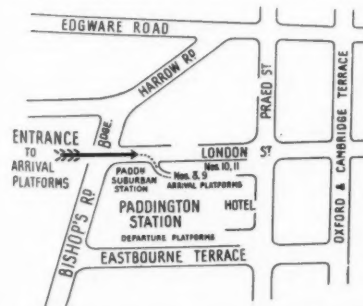 EDGWARE ROAD
HARROW RD
PRAED ST
OXFORD & CAMBRIDGE TERRACE
BDGE.
ENTRANCE
TO
ARRIVAL
PLATFORMS
LONDON ST
Nos. 10, 11
PADDN
SUBURBAN
STATION
Nos. 8, 9
ARRIVAL PLATFORMS
PADDINGTON
STATION
HOTEL
DEPARTURE PLATFORMS
BISHOP'S RD
EASTBOURNE TERRACE